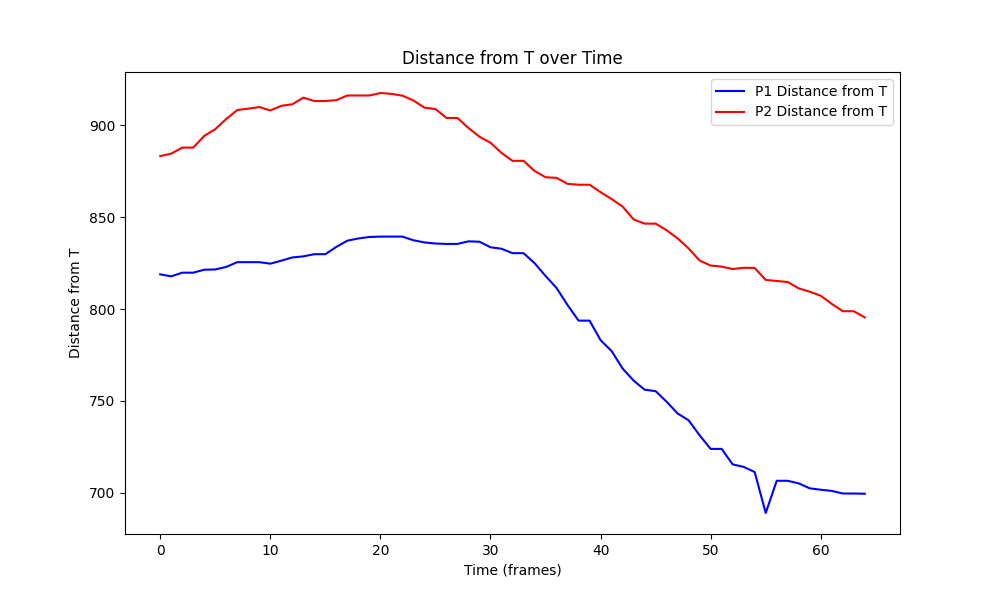 Distance from T over Time
P1 Distance from T
P2 Distance from T
Distance from T
900
850
800
750
700
0 10 20 30 40 50 60
Time (frames)